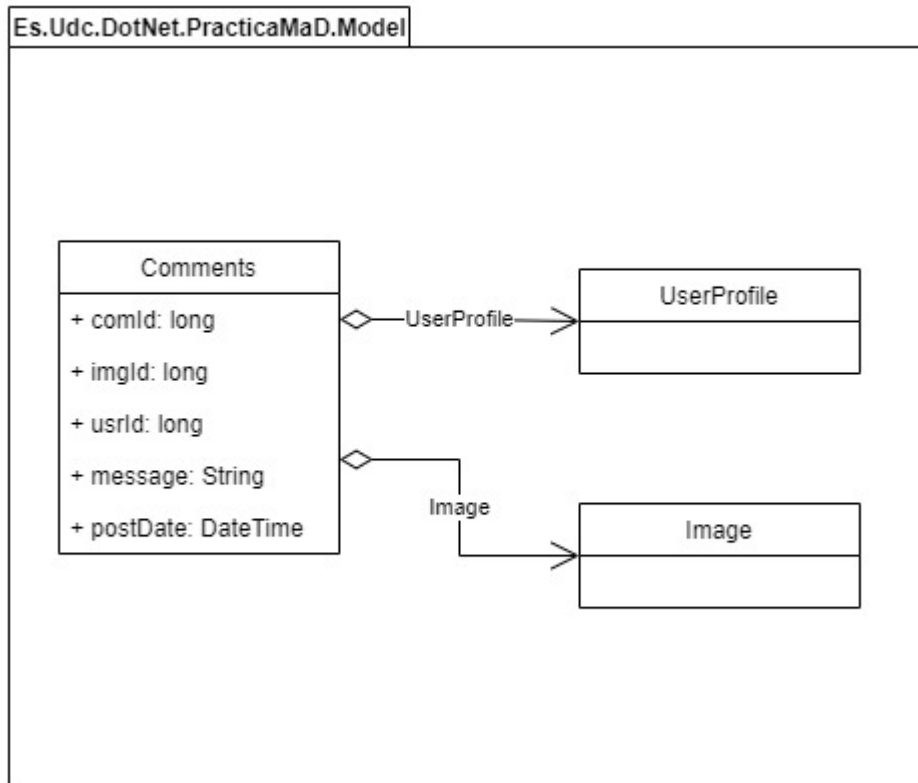 Es.Udc.DotNet.PracticaMaD.Model
Comments
+ comId: long
+ imgId: long
+ usrId: long
+ message: String
+ postDate: DateTime
UserProfile
UserProfile
Image
Image